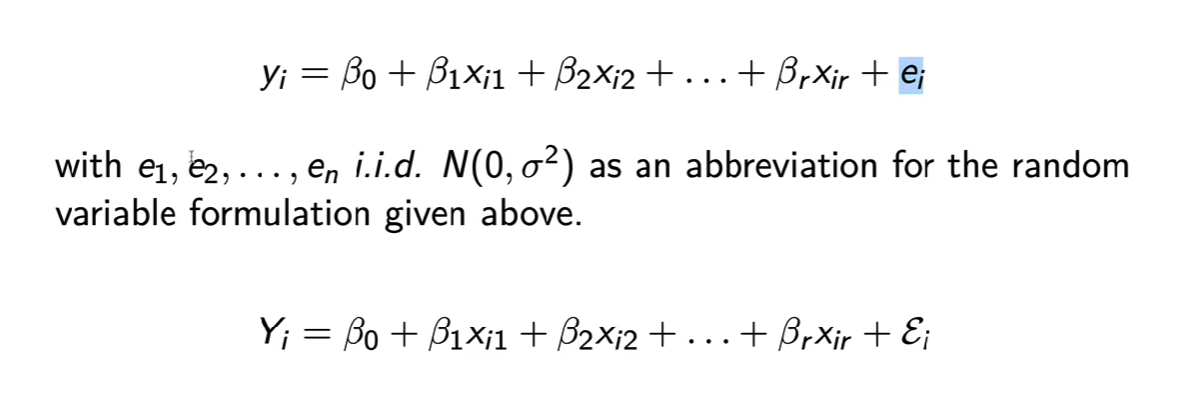 yᵢ = β₀ + β₁xᵢ₁ + β₂xᵢ₂ + . . . + βᵣxᵢᵣ + eᵢ
with e₁, e₂, . . . , eₙ i.i.d. N(0, σ²) as an abbreviation for the random
variable formulation given above.
Yᵢ = β₀ + β₁xᵢ₁ + β₂xᵢ₂ + . . . + βᵣxᵢᵣ + ℰᵢ